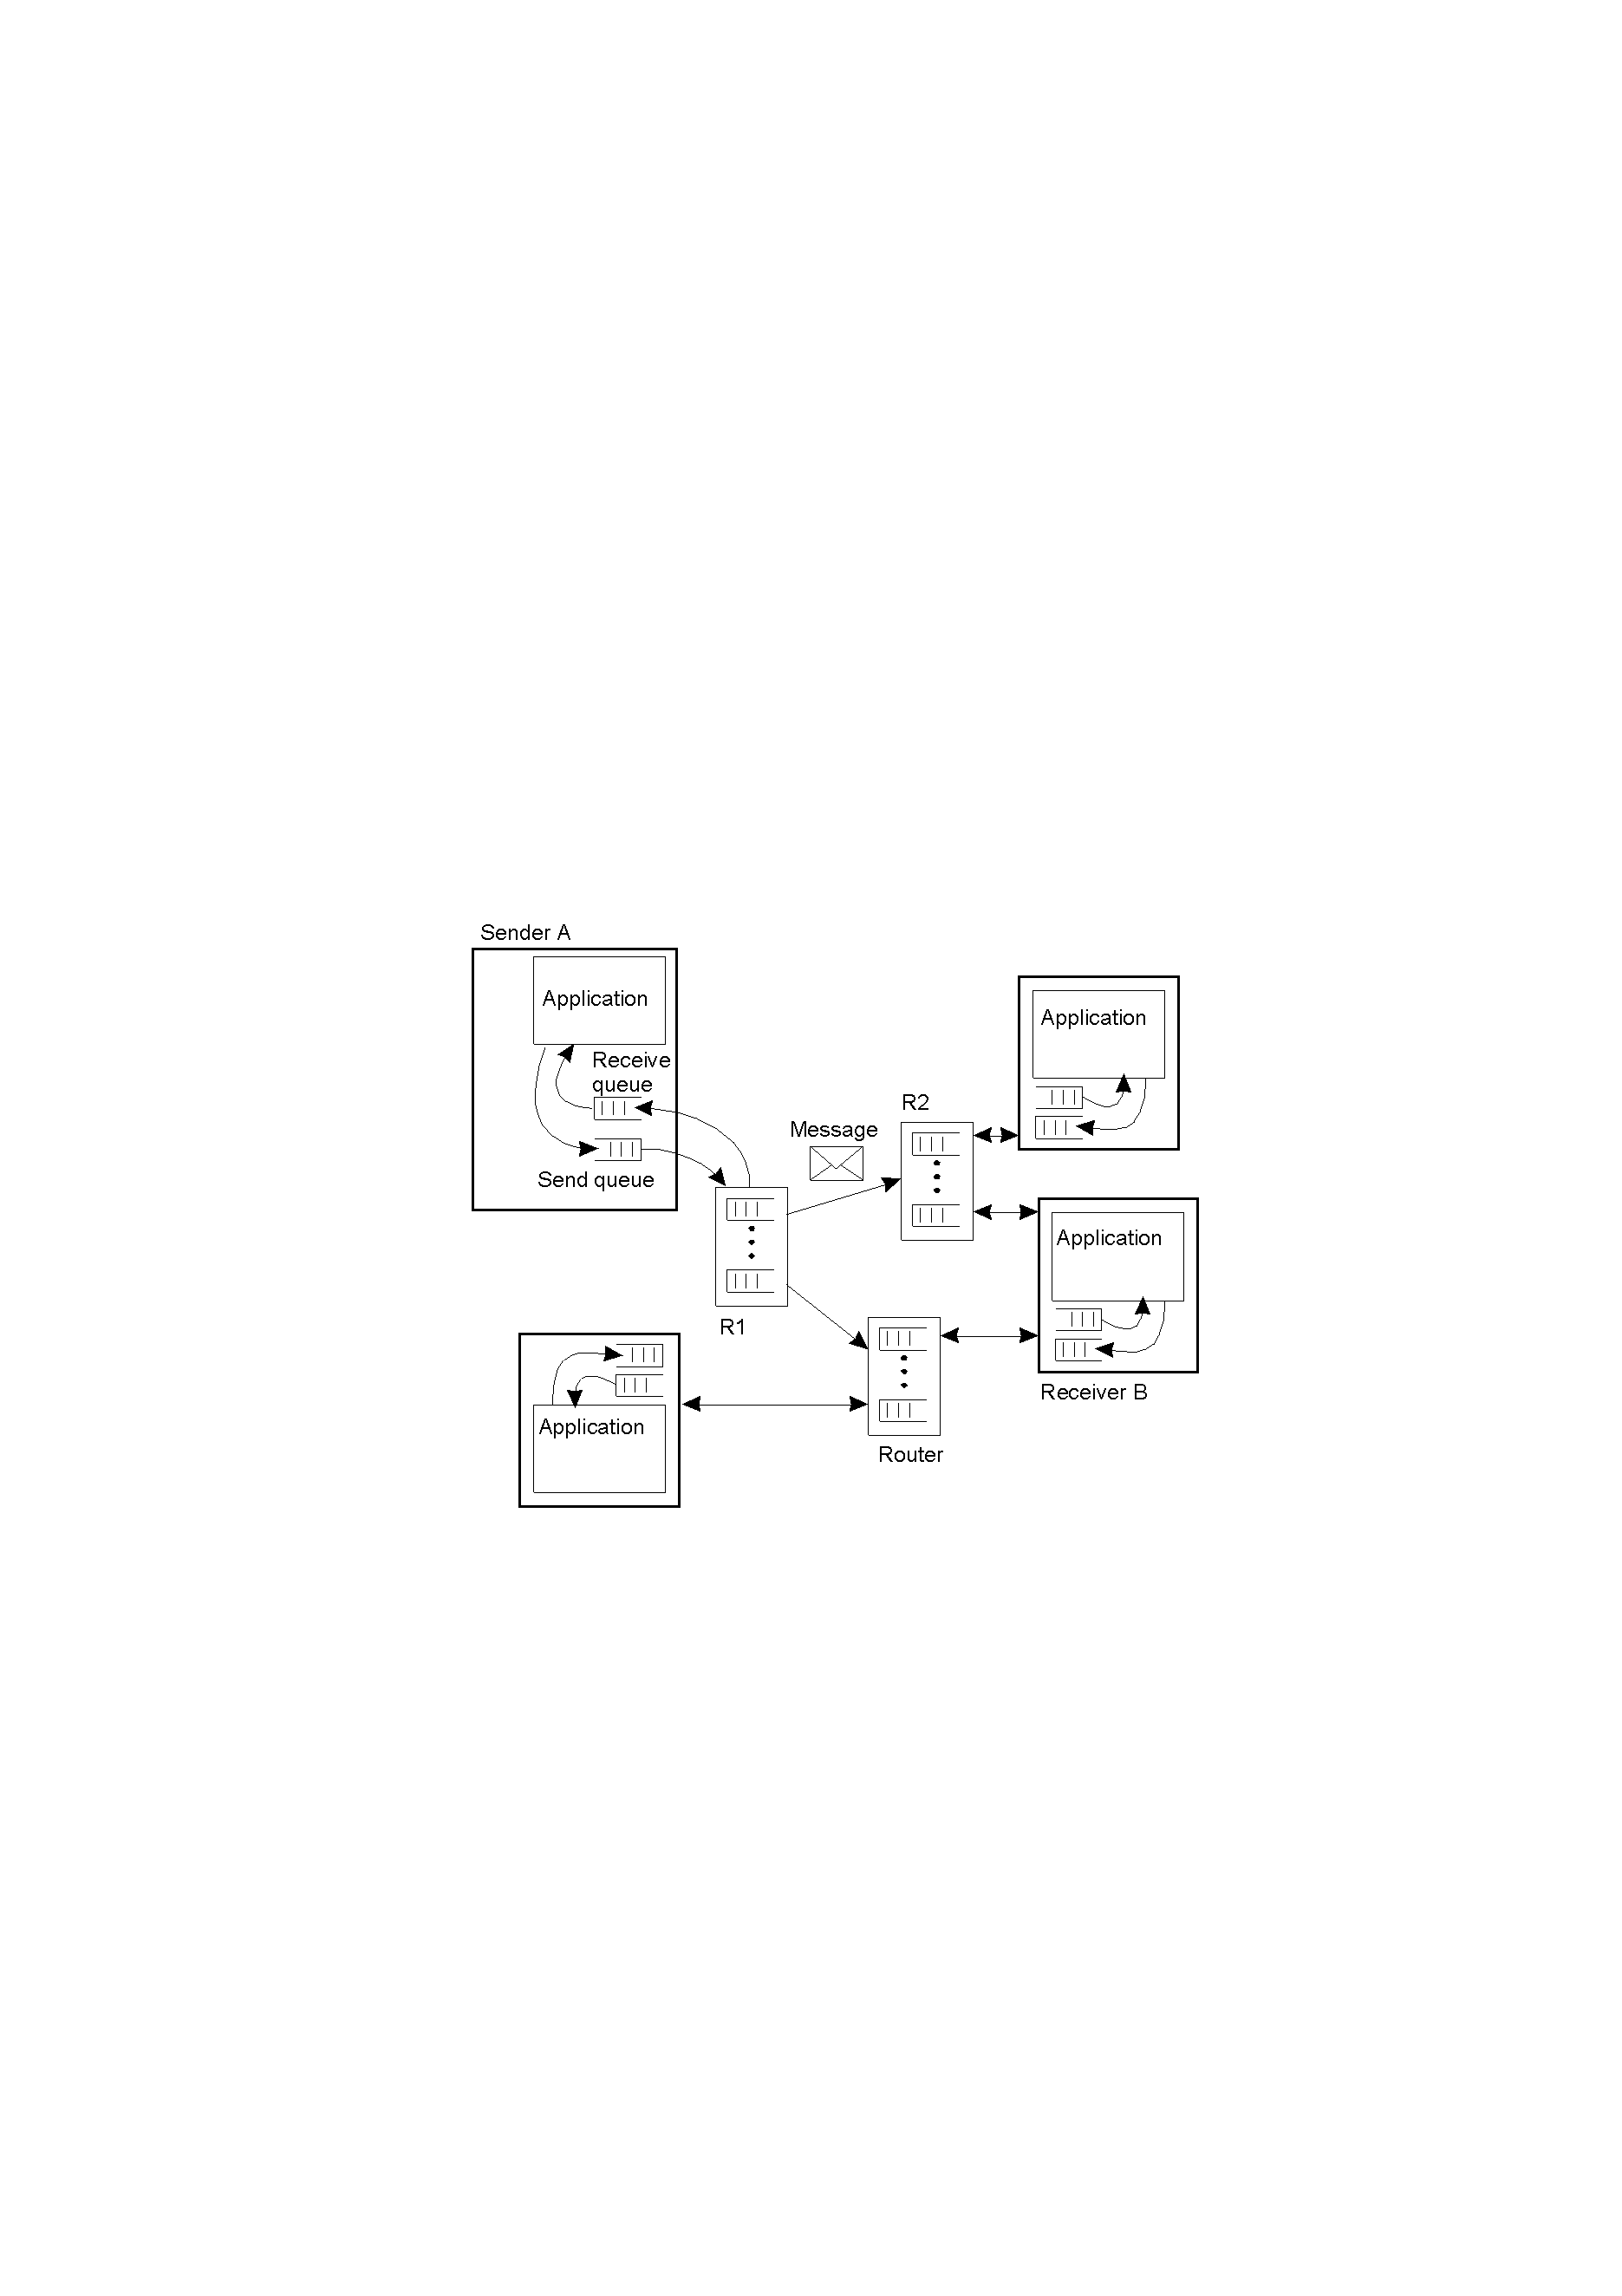 Sender A
Application
Receive
queue
Send queue
Message
R2
Application
R1
Application
Receiver B
Application
Router